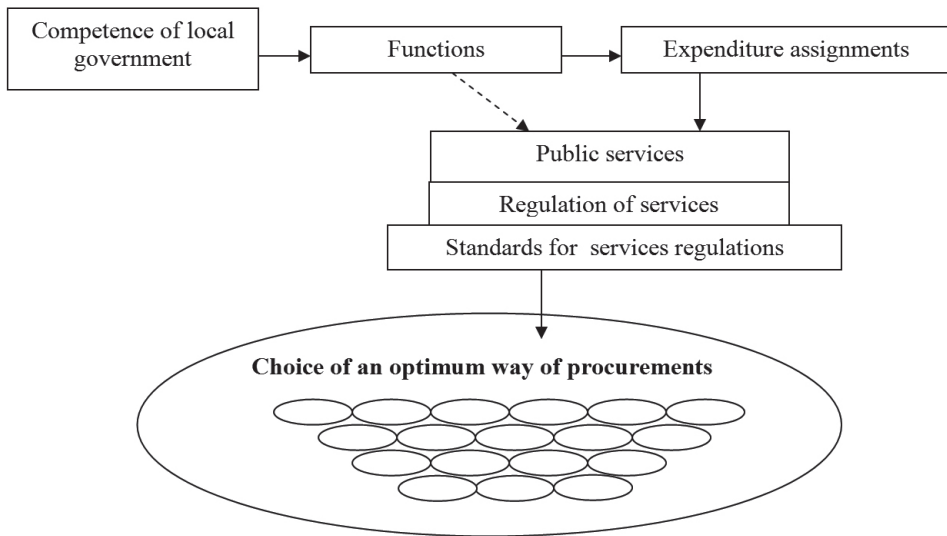 Competence of local
government
Functions
Expenditure assignments
Public services
Regulation of services
Standards for services regulations
Choice of an optimum way of procurements